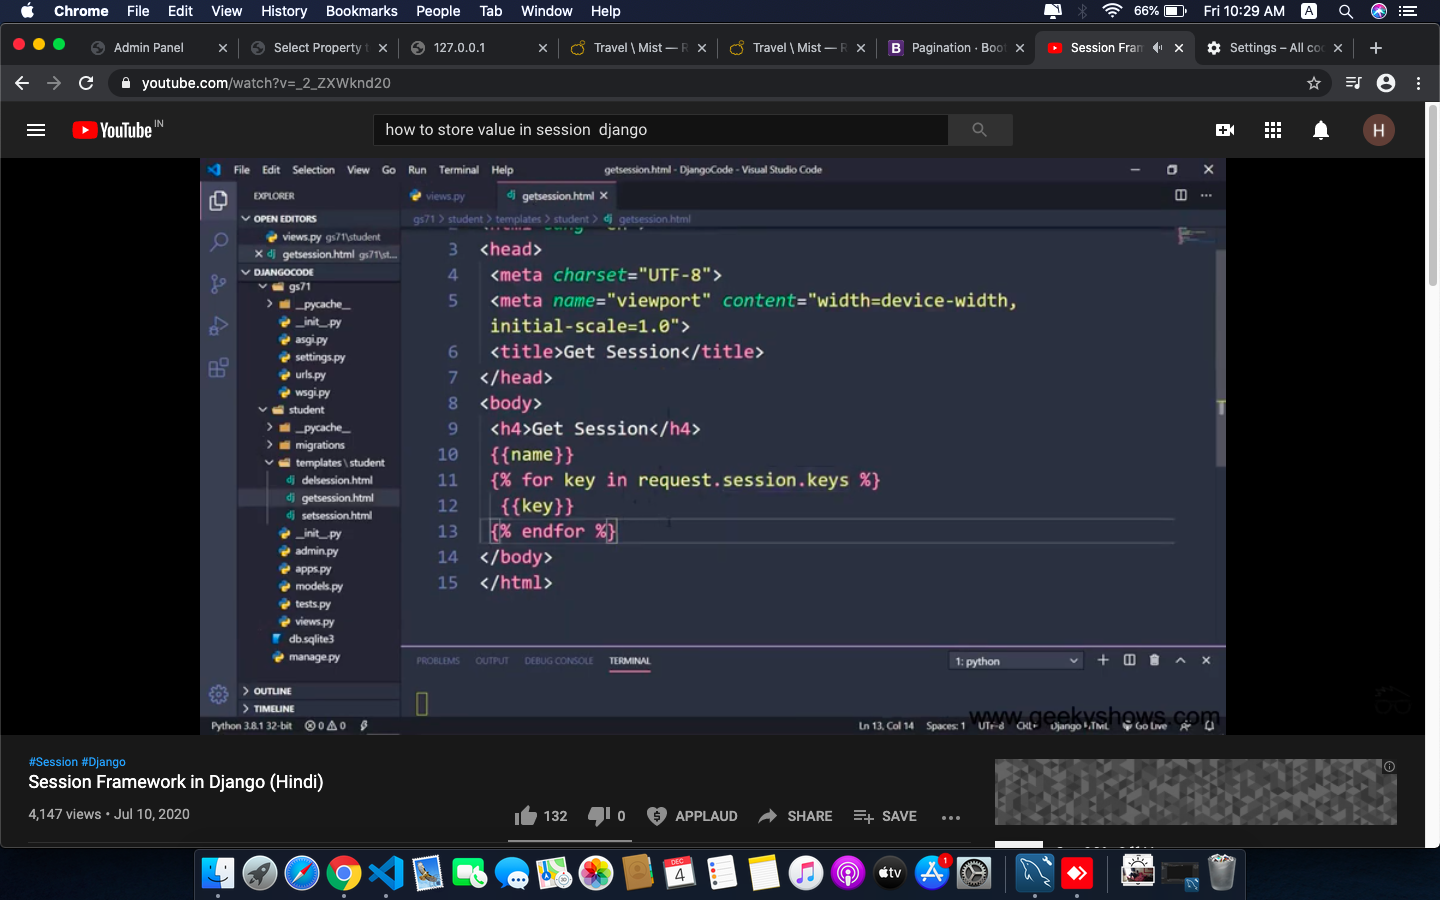 Chrome File Edit View History Bookmarks People Tab Window Help 66% Fri 10:29 AM A
Admin Panel Select Property t 127.0.0.1 Travel \ Mist — R Travel \ Mist — R Pagination · Boo Session Fram Settings – All co
youtube.com/watch?v=_2_ZXWknd20
YouTube IN how to store value in session django H
File Edit Selection View Go Run Terminal Help getsession.html - DjangoCode - Visual Studio Code
EXPLORER views.py getsession.html
OPEN EDITORS gs71 > student > templates > student > getsession.html
views.py gs71\student
getsession.html gs71\st...
DJANGOCODE
gs71
__pycache__
__init__.py
asgi.py
settings.py
urls.py
wsgi.py
student
__pycache__
migrations
templates \ student
delsession.html
getsession.html
setsession.html
__init__.py
admin.py
apps.py
models.py
tests.py
views.py
db.sqlite3
manage.py
OUTLINE
TIMELINE
3 <head>
4 <meta charset="UTF-8">
5 <meta name="viewport" content="width=device-width,
initial-scale=1.0">
6 <title>Get Session</title>
7 </head>
8 <body>
9 <h4>Get Session</h4>
10 {{name}}
11 {% for key in request.session.keys %}
12 {{key}}
13 {% endfor %}
14 </body>
15 </html>
PROBLEMS OUTPUT DEBUG CONSOLE TERMINAL 1: python
www.geekyshows.com
Python 3.8.1 32-bit 0 0 Ln 13, Col 14 Spaces: 1 UTF-8 CRLF Django HTML Go Live
#Session #Django
Session Framework in Django (Hindi)
4,147 views • Jul 10, 2020 132 0 APPLAUD SHARE SAVE
DEC 4 tv 1